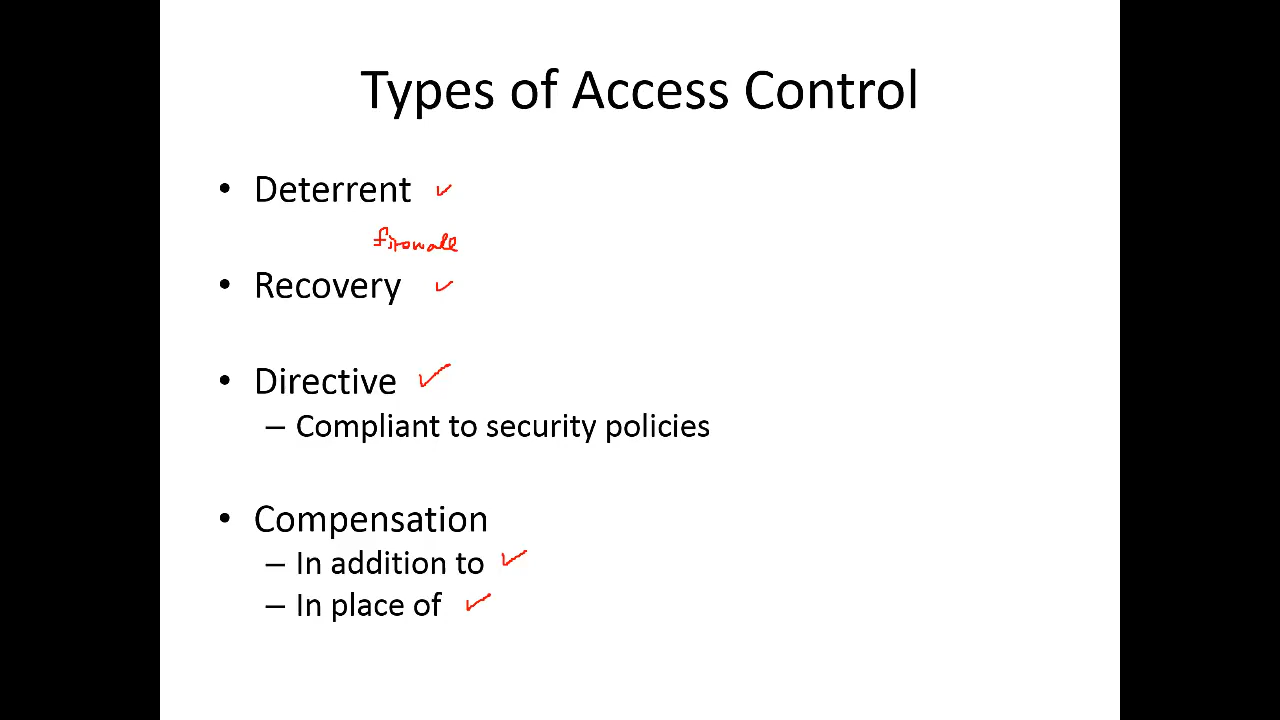 Types of Access Control
• Deterrent ✓
firewall
• Recovery ✓
• Directive ✓
– Compliant to security policies
• Compensation
– In addition to ✓
– In place of ✓